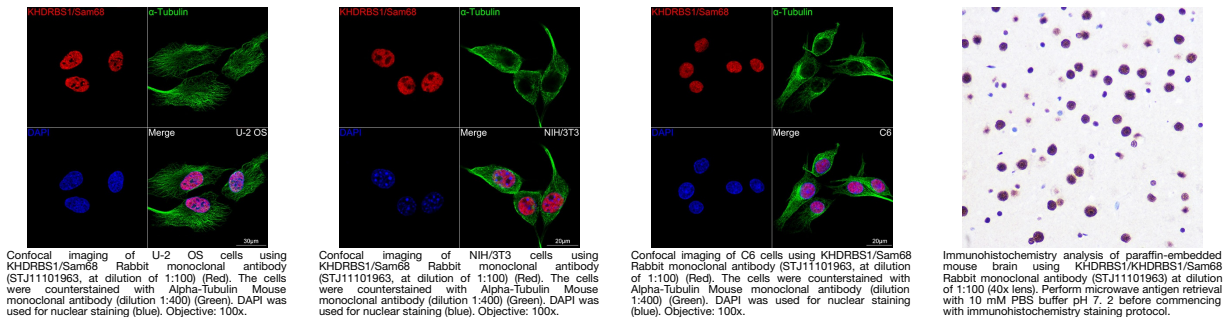 KHDRBS1/Sam68 α-Tubulin
DAPI Merge U-2 OS
30μm
Confocal imaging of U-2 OS cells using
KHDRBS1/Sam68 Rabbit monoclonal antibody
(STJ11101963, at dilution of 1:100) (Red). The cells
were counterstained with Alpha-Tubulin Mouse
monoclonal antibody (dilution 1:400) (Green). DAPI was
used for nuclear staining (blue). Objective: 100x.
KHDRBS1/Sam68 α-Tubulin
DAPI Merge NIH/3T3
20μm
Confocal imaging of NIH/3T3 cells using
KHDRBS1/Sam68 Rabbit monoclonal antibody
(STJ11101963, at dilution of 1:100) (Red). The cells
were counterstained with Alpha-Tubulin Mouse
monoclonal antibody (dilution 1:400) (Green). DAPI was
used for nuclear staining (blue). Objective: 100x.
KHDRBS1/Sam68 α-Tubulin
DAPI Merge C6
20μm
Confocal imaging of C6 cells using KHDRBS1/Sam68
Rabbit monoclonal antibody (STJ11101963, at dilution
of 1:100) (Red). The cells were counterstained with
Alpha-Tubulin Mouse monoclonal antibody (dilution
1:400) (Green). DAPI was used for nuclear staining
(blue). Objective: 100x.
Immunohistochemistry analysis of paraffin-embedded
mouse brain using KHDRBS1/KHDRBS1/Sam68
Rabbit monoclonal antibody (STJ11101963) at dilution
of 1:100 (40x lens). Perform microwave antigen retrieval
with 10 mM PBS buffer pH 7. 2 before commencing
with immunohistochemistry staining protocol.